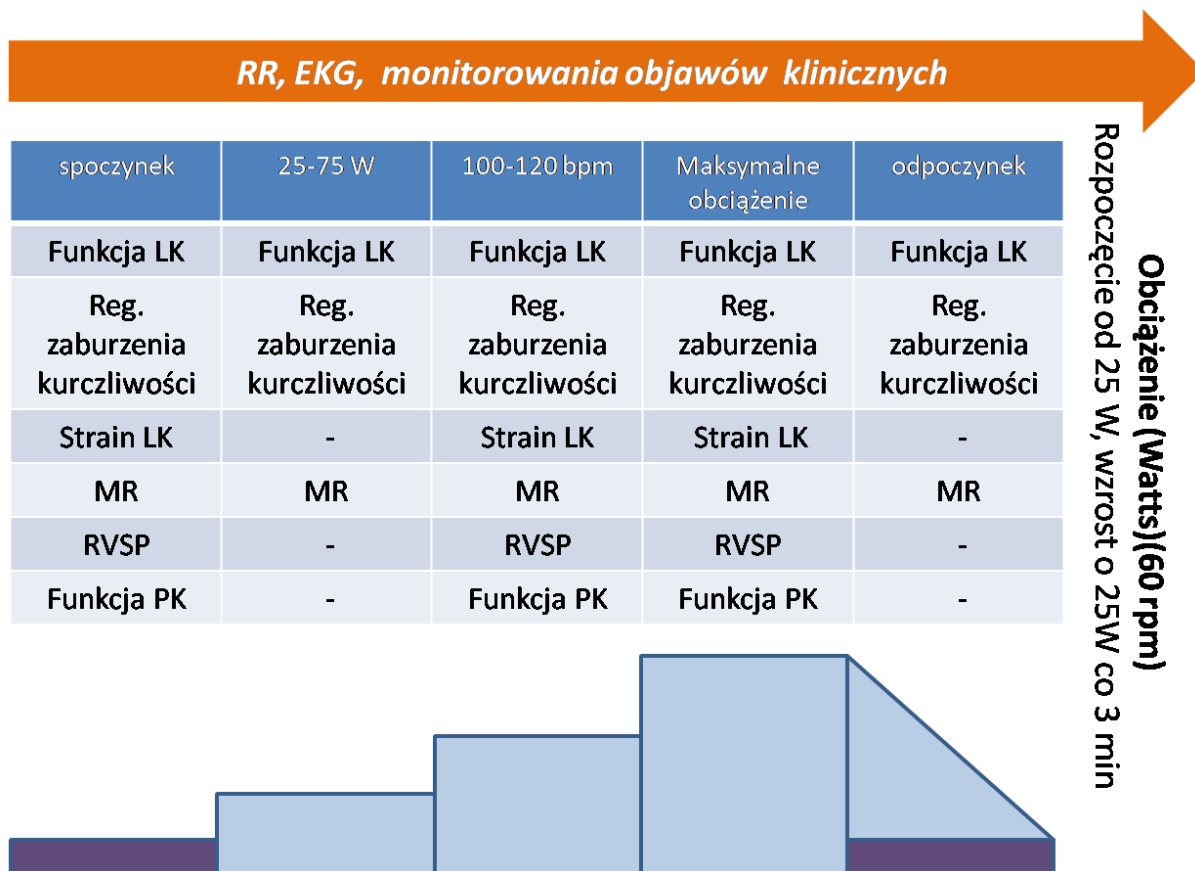 RR, EKG, monitorowania objawów klinicznych
spoczynek 25-75 W 100-120 bpm Maksymalne obciążenie odpoczynek
Funkcja LK Funkcja LK Funkcja LK Funkcja LK Funkcja LK
Reg. zaburzenia kurczliwości Reg. zaburzenia kurczliwości Reg. zaburzenia kurczliwości Reg. zaburzenia kurczliwości Reg. zaburzenia kurczliwości
Strain LK - Strain LK Strain LK -
MR MR MR MR MR
RVSP - RVSP RVSP -
Funkcja PK - Funkcja PK Funkcja PK -
Obciążenie (Watts)(60 rpm)
Rozpoczęcie od 25 W, wzrost o 25W co 3 min